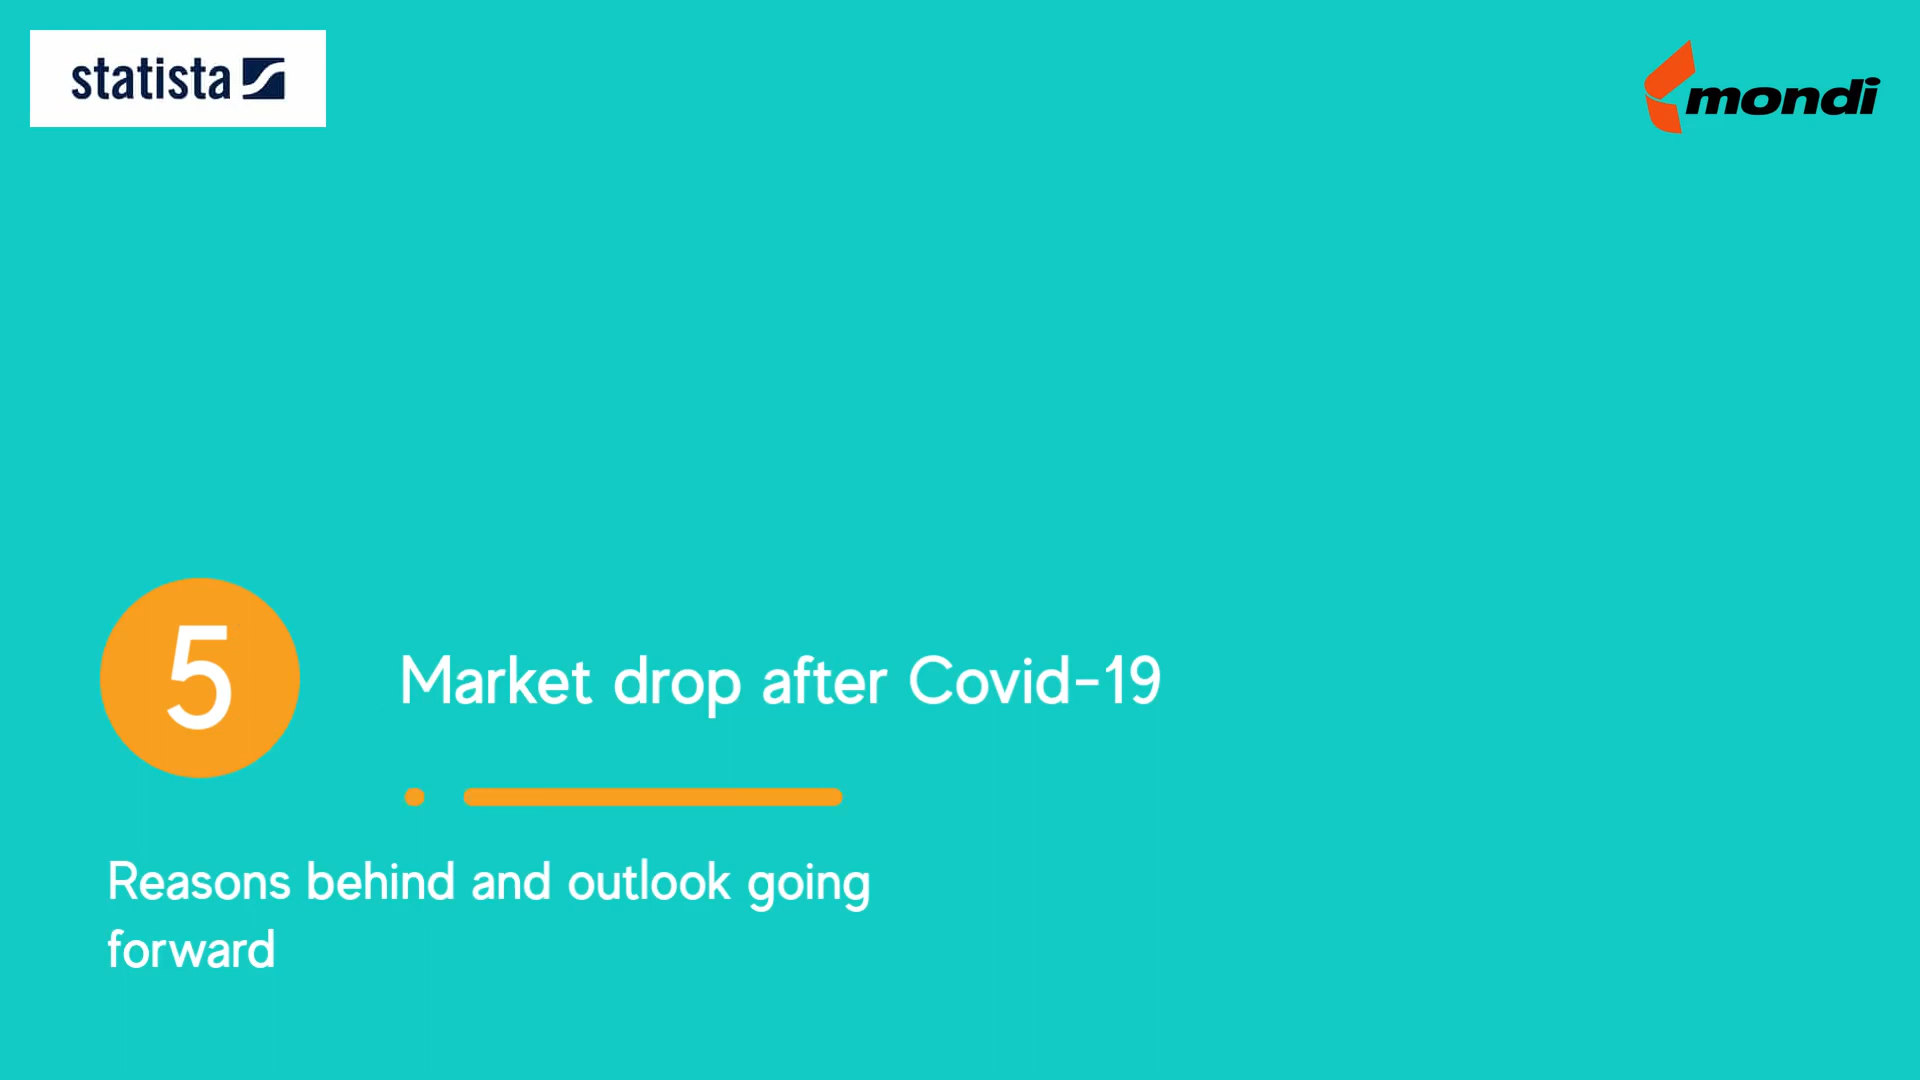 statista
mondi
5
Market drop after Covid-19
Reasons behind and outlook going
forward